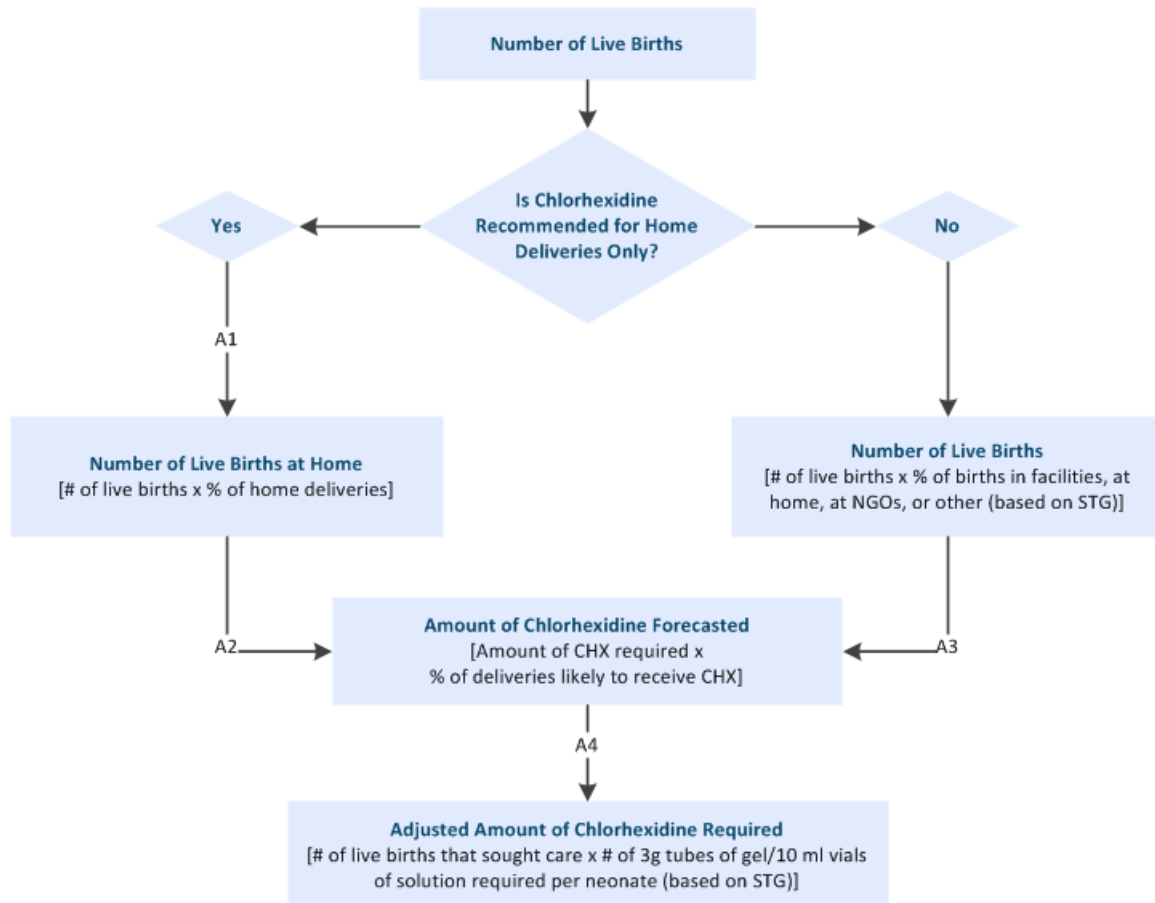 Number of Live Births
Is Chlorhexidine
Recommended for Home
Deliveries Only?
Yes
No
A1
Number of Live Births at Home
[# of live births x % of home deliveries]
Number of Live Births
[# of live births x % of births in facilities, at
home, at NGOs, or other (based on STG)]
A2
A3
Amount of Chlorhexidine Forecasted
[Amount of CHX required x
% of deliveries likely to receive CHX]
A4
Adjusted Amount of Chlorhexidine Required
[# of live births that sought care x # of 3g tubes of gel/10 ml vials
of solution required per neonate (based on STG)]